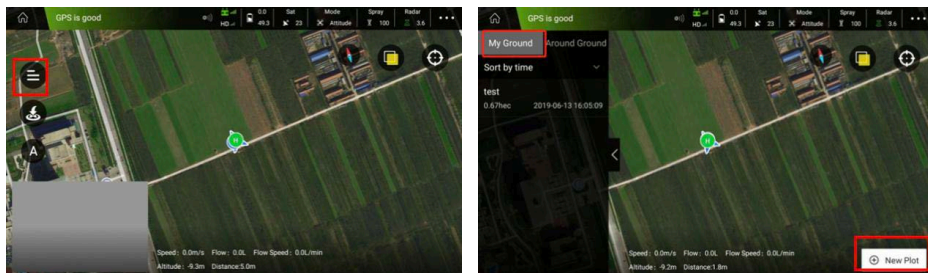 GPS is good
HD
0.0
49.3
Sat
23
Mode
Attitude
Spray
100
Radar
3.6
A
H
Speed: 0.0m/s Flow: 0.0L Flow Speed: 0.0L/min
Altitude: -9.3m Distance:5.0m
GPS is good
HD
0.0
49.3
Sat
23
Mode
Attitude
Spray
100
Radar
3.6
My Ground Around Ground
Sort by time
test
0.67hec 2019-06-13 16:05:09
H
Speed: 0.0m/s Flow: 0.0L Flow Speed: 0.0L/min
Altitude: -9.2m Distance:1.8m
New Plot